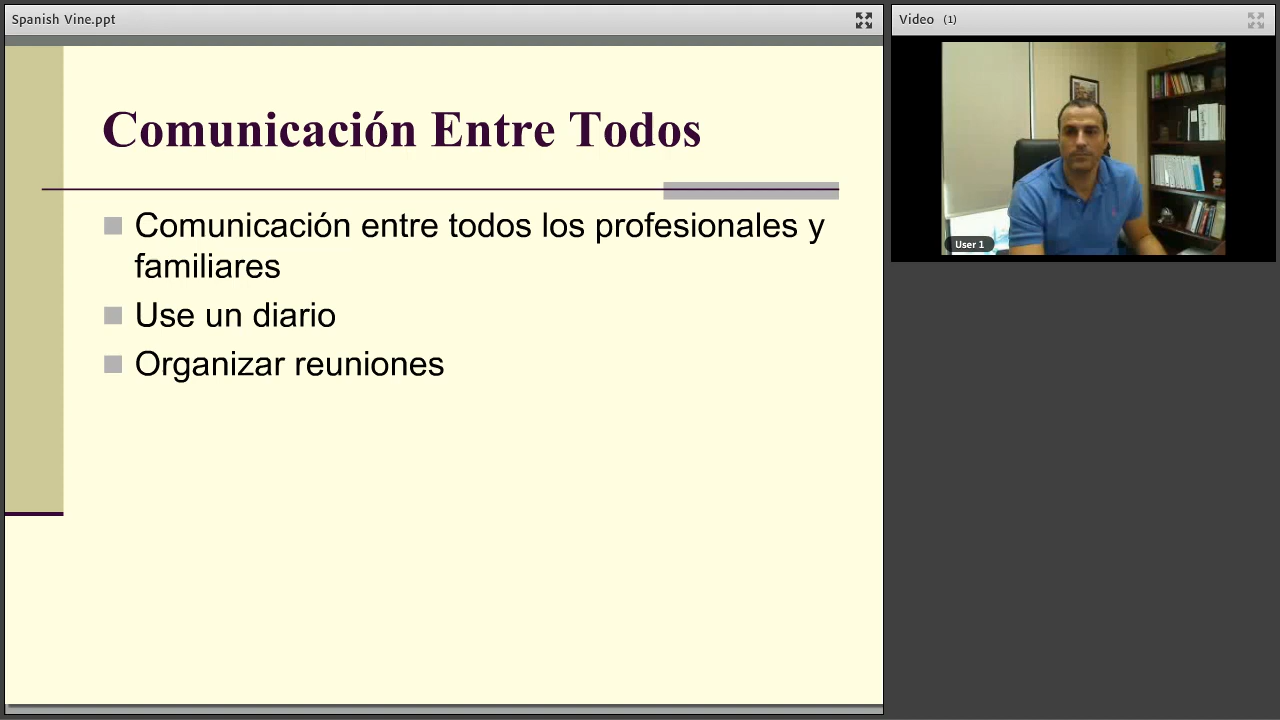 Spanish Vine.ppt
Video (1)
Comunicación Entre Todos
Comunicación entre todos los profesionales y
familiares
Use un diario
Organizar reuniones
User 1